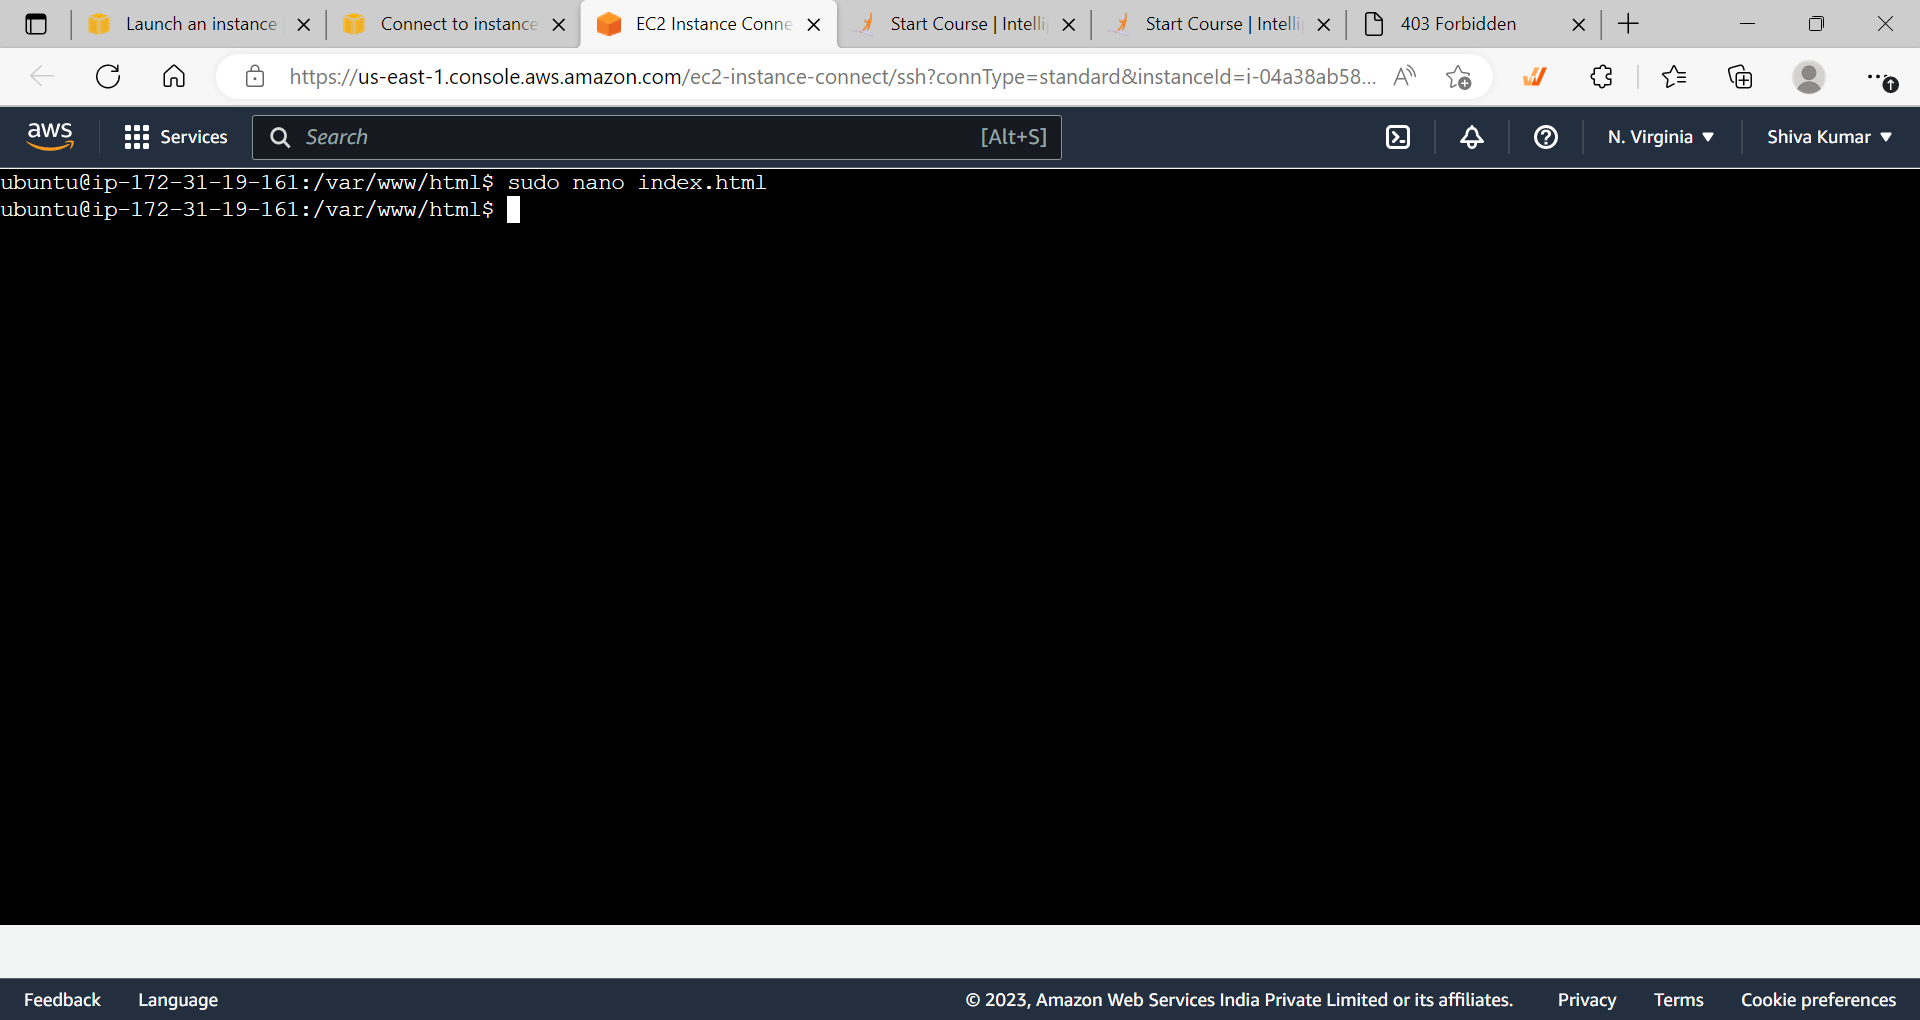 Launch an instance
Connect to instance
EC2 Instance Conne
Start Course | Intelli
Start Course | Intelli
403 Forbidden
https://us-east-1.console.aws.amazon.com/ec2-instance-connect/ssh?connType=standard&instanceId=i-04a38ab58...
aws
Services
Search
[Alt+S]
N. Virginia
Shiva Kumar
ubuntu@ip-172-31-19-161:/var/www/html$ sudo nano index.html
ubuntu@ip-172-31-19-161:/var/www/html$
Feedback
Language
© 2023, Amazon Web Services India Private Limited or its affiliates.
Privacy
Terms
Cookie preferences